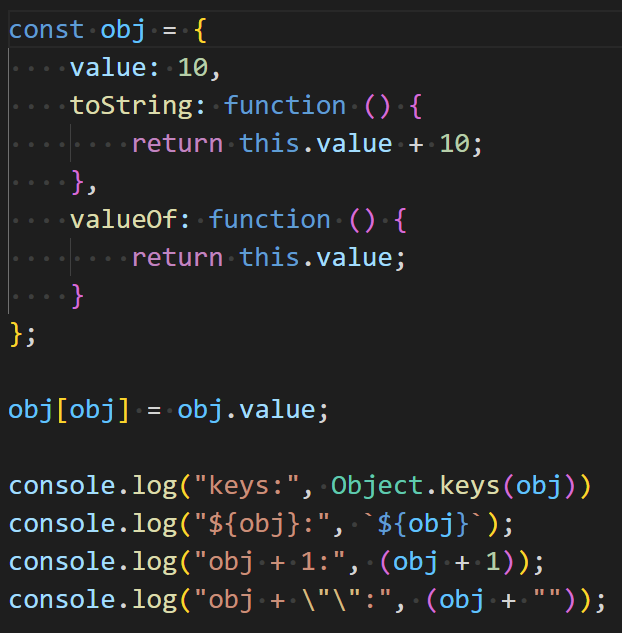 const obj = {
    value: 10,
    toString: function () {
        return this.value + 10;
    },
    valueOf: function () {
        return this.value;
    }
};

obj[obj] = obj.value;

console.log("keys:", Object.keys(obj))
console.log("${obj}:", `${obj}`);
console.log("obj + 1:", (obj + 1));
console.log("obj + \"\":", (obj + ""));